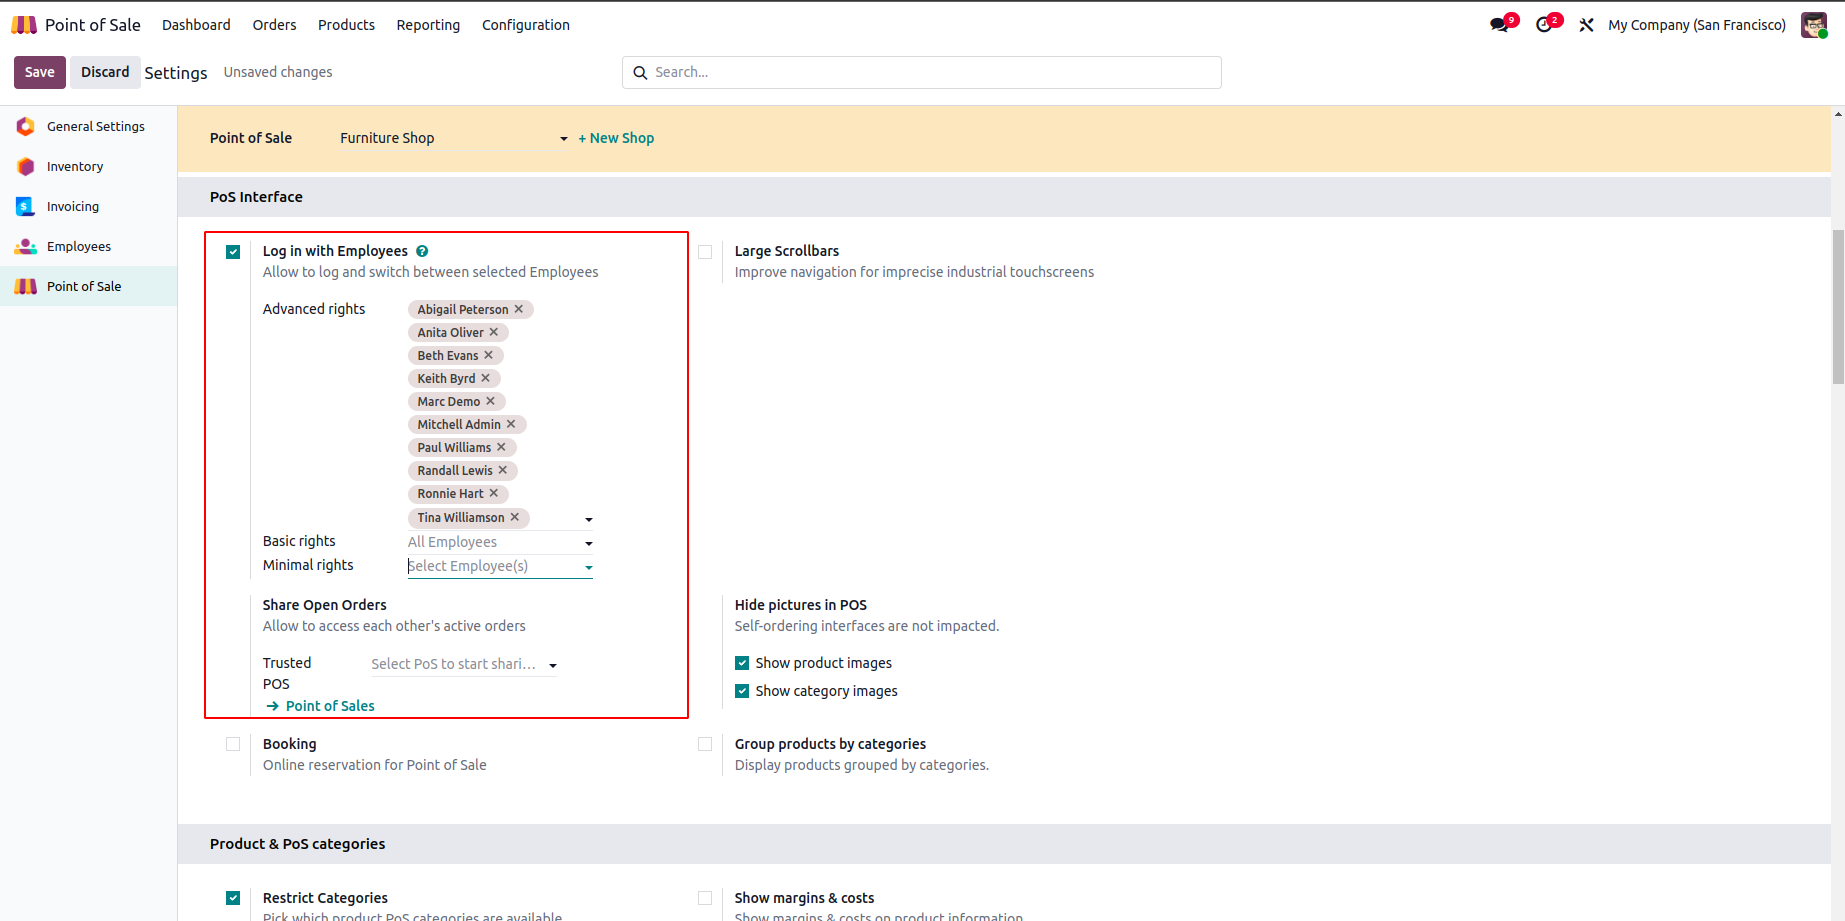 Point of Sale Dashboard Orders Products Reporting Configuration 9 2 My Company (San Francisco)
Save Discard Settings Unsaved changes Search...
General Settings
Inventory
Invoicing
Employees
Point of Sale
Point of Sale Furniture Shop + New Shop
PoS Interface
Log in with Employees ?
Allow to log and switch between selected Employees
Advanced rights
Abigail Peterson ×
Anita Oliver ×
Beth Evans ×
Keith Byrd ×
Marc Demo ×
Mitchell Admin ×
Paul Williams ×
Randall Lewis ×
Ronnie Hart ×
Tina Williamson ×
Basic rights All Employees
Minimal rights Select Employee(s)
Large Scrollbars
Improve navigation for imprecise industrial touchscreens
Share Open Orders
Allow to access each other's active orders
Trusted
POS
Select PoS to start shari...
→ Point of Sales
Hide pictures in POS
Self-ordering interfaces are not impacted.
Show product images
Show category images
Booking
Online reservation for Point of Sale
Group products by categories
Display products grouped by categories.
Product & PoS categories
Restrict Categories
Pick which product PoS categories are available
Show margins & costs
Show margins & costs on product information